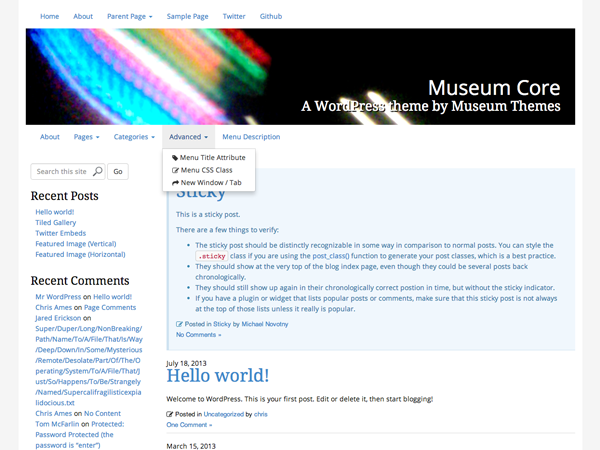 Home About Parent Page Sample Page Twitter Github
Museum Core
A WordPress theme by Museum Themes
About Pages Categories Advanced Menu Description
Menu Title Attribute
Menu CSS Class
New Window / Tab
Search this site Go
Recent Posts
Hello world!
Tiled Gallery
Twitter Embeds
Featured Image (Vertical)
Featured Image (Horizontal)
Recent Comments
Mr WordPress on Hello world!
Chris Ames on Page Comments
Jared Erickson on
Super/Duper/Long/NonBreaking/
Path/Name/To/A/File/That/Is/Way
/Deep/Down/In/Some/Mysterious
/Remote/Desolate/Part/Of/The/O
perating/System/To/A/File/That/J
ust/So/Happens/To/Be/Strangely
/Named/Supercalifragilisticexpia
lidocious.txt
Chris Ames on No Content
Tom McFarlin on Protected:
Password Protected (the
password is "enter")
Sticky
This is a sticky post.
There are a few things to verify:
The sticky post should be distinctly recognizable in some way in comparison to normal posts. You can style the
.sticky class if you are using the post_class() function to generate your post classes, which is a best practice.
They should show at the very top of the blog index page, even though they could be several posts back
chronologically.
They should still show up again in their chronologically correct postion in time, but without the sticky indicator.
If you have a plugin or widget that lists popular posts or comments, make sure that this sticky post is not always
at the top of those lists unless it really is popular.
Posted in Sticky by Michael Novotny
No Comments »
July 18, 2013
Hello world!
Welcome to WordPress. This is your first post. Edit or delete it, then start blogging!
Posted in Uncategorized by chris
One Comment »
March 15, 2013